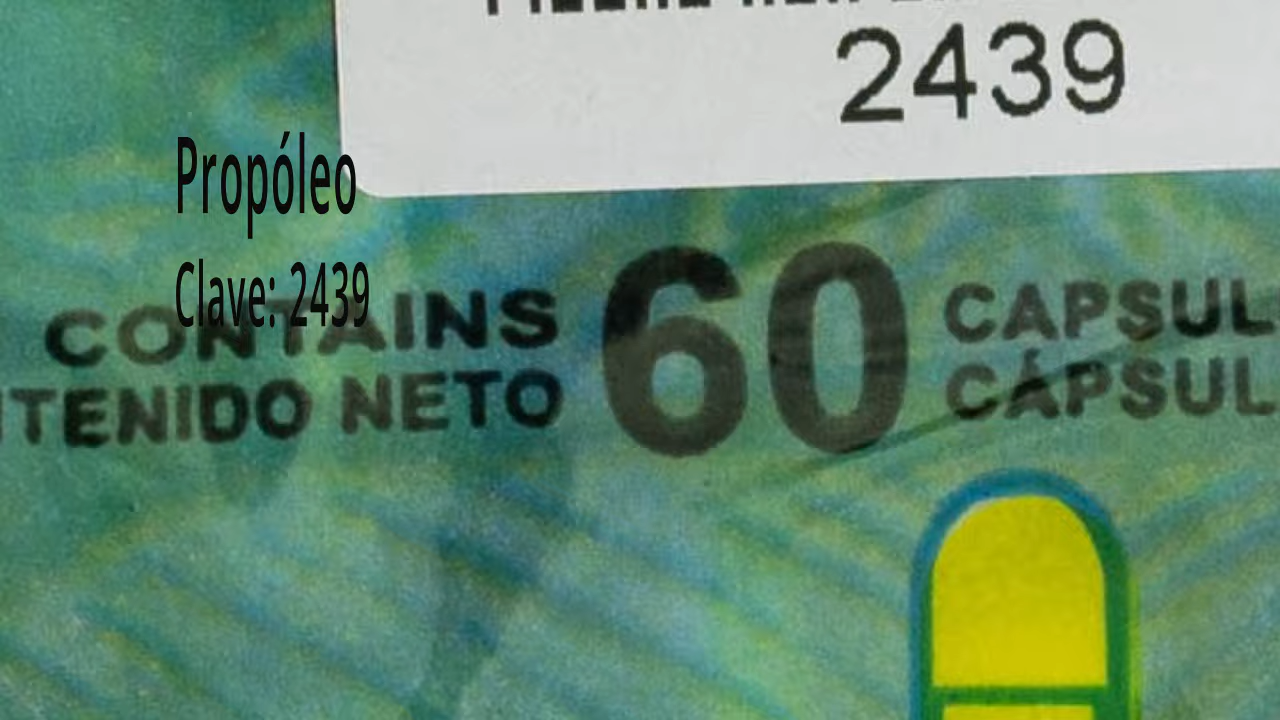 2439
Propóleo
Clave: 2439
CONTAINS 60 CAPSUL
TENIDO NETO CÁPSUL